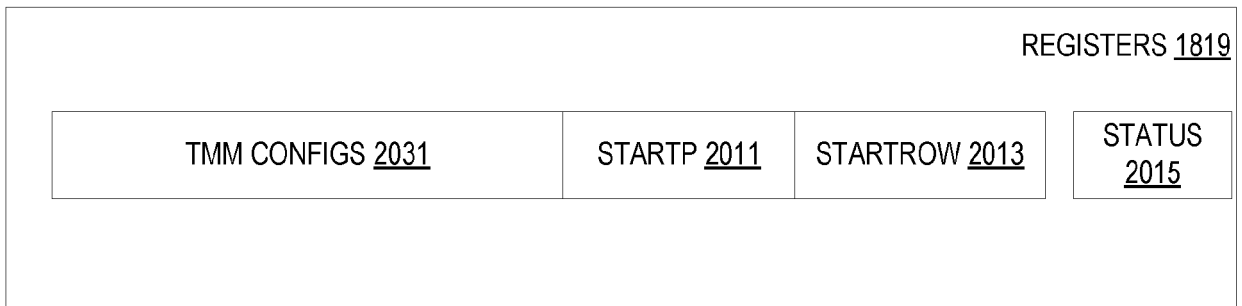 REGISTERS 1819
TMM CONFIGS 2031
STARTP 2011
STARTROW 2013
STATUS
2015